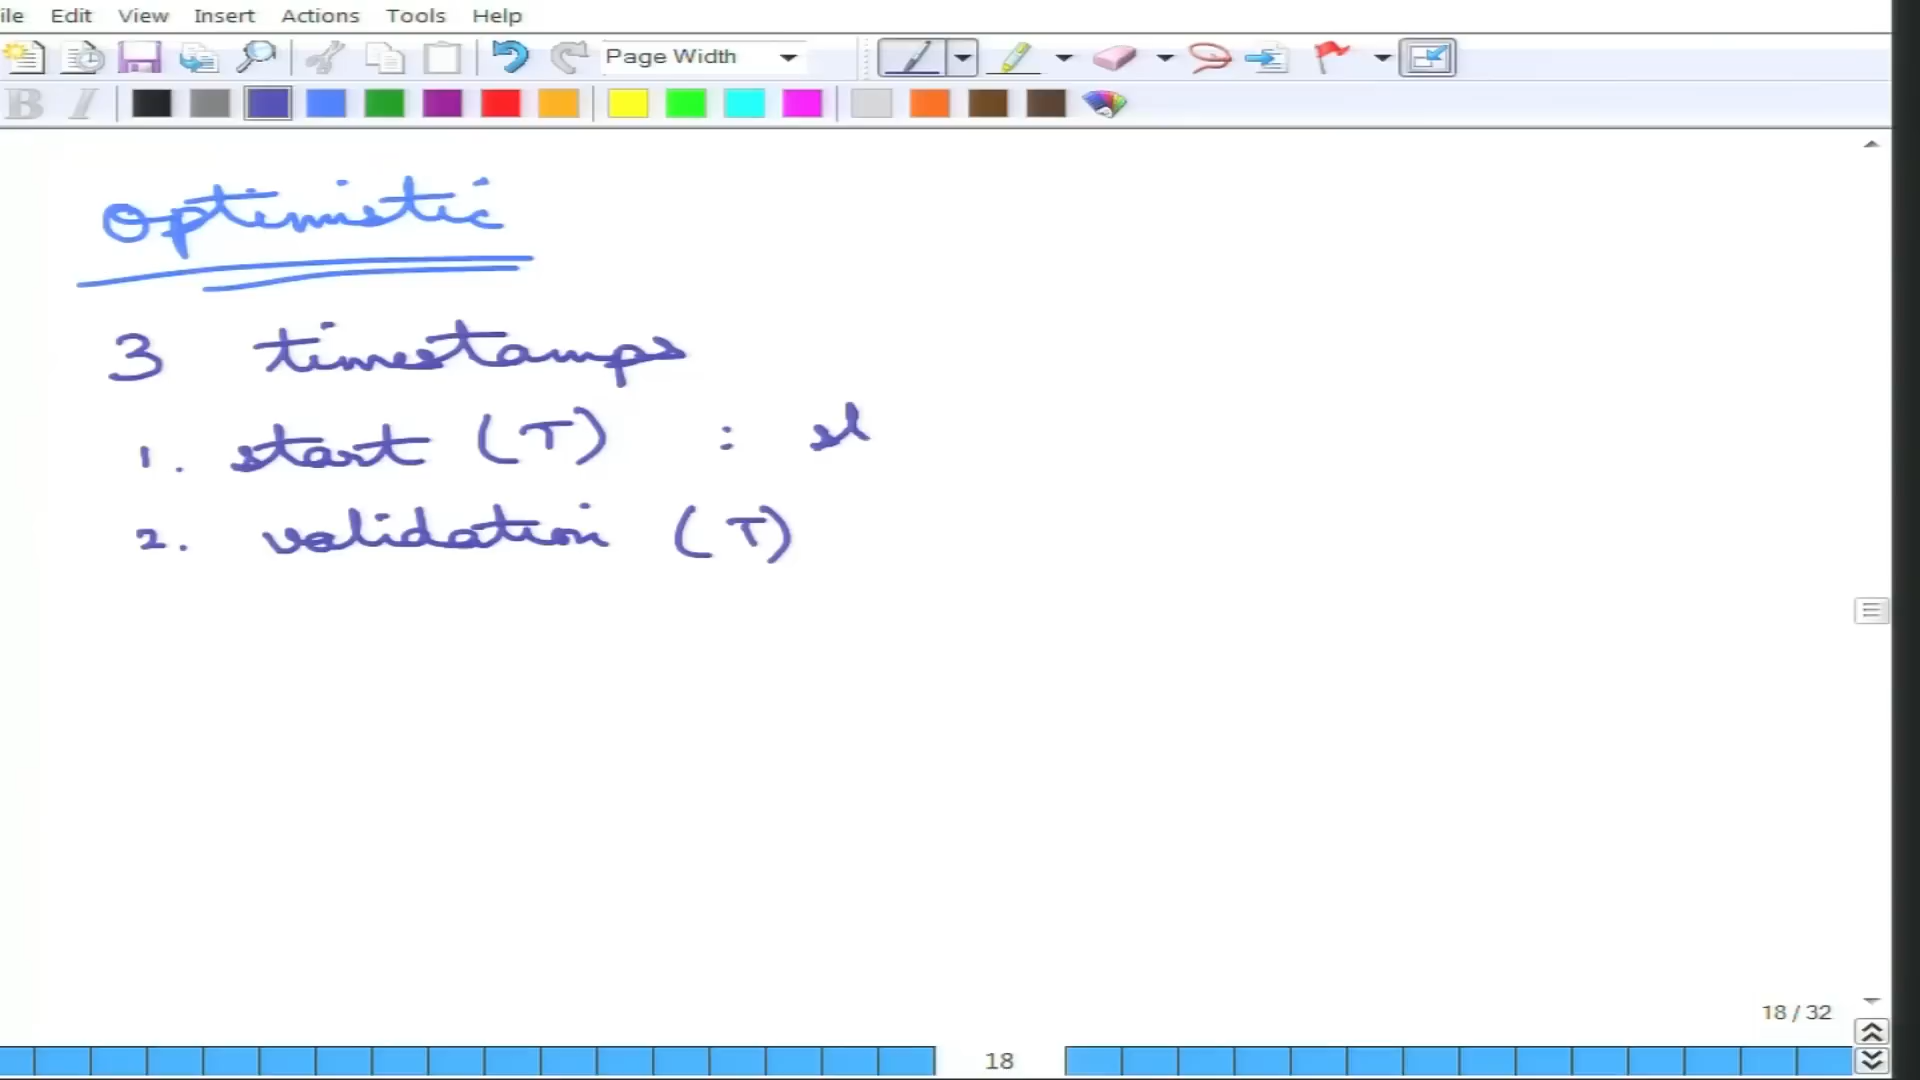 ile Edit View Insert Actions Tools Help
Page Width
B I
Optimistic
3 timestamps
1. start (T) : st
2. validation (T)
18 / 32
18